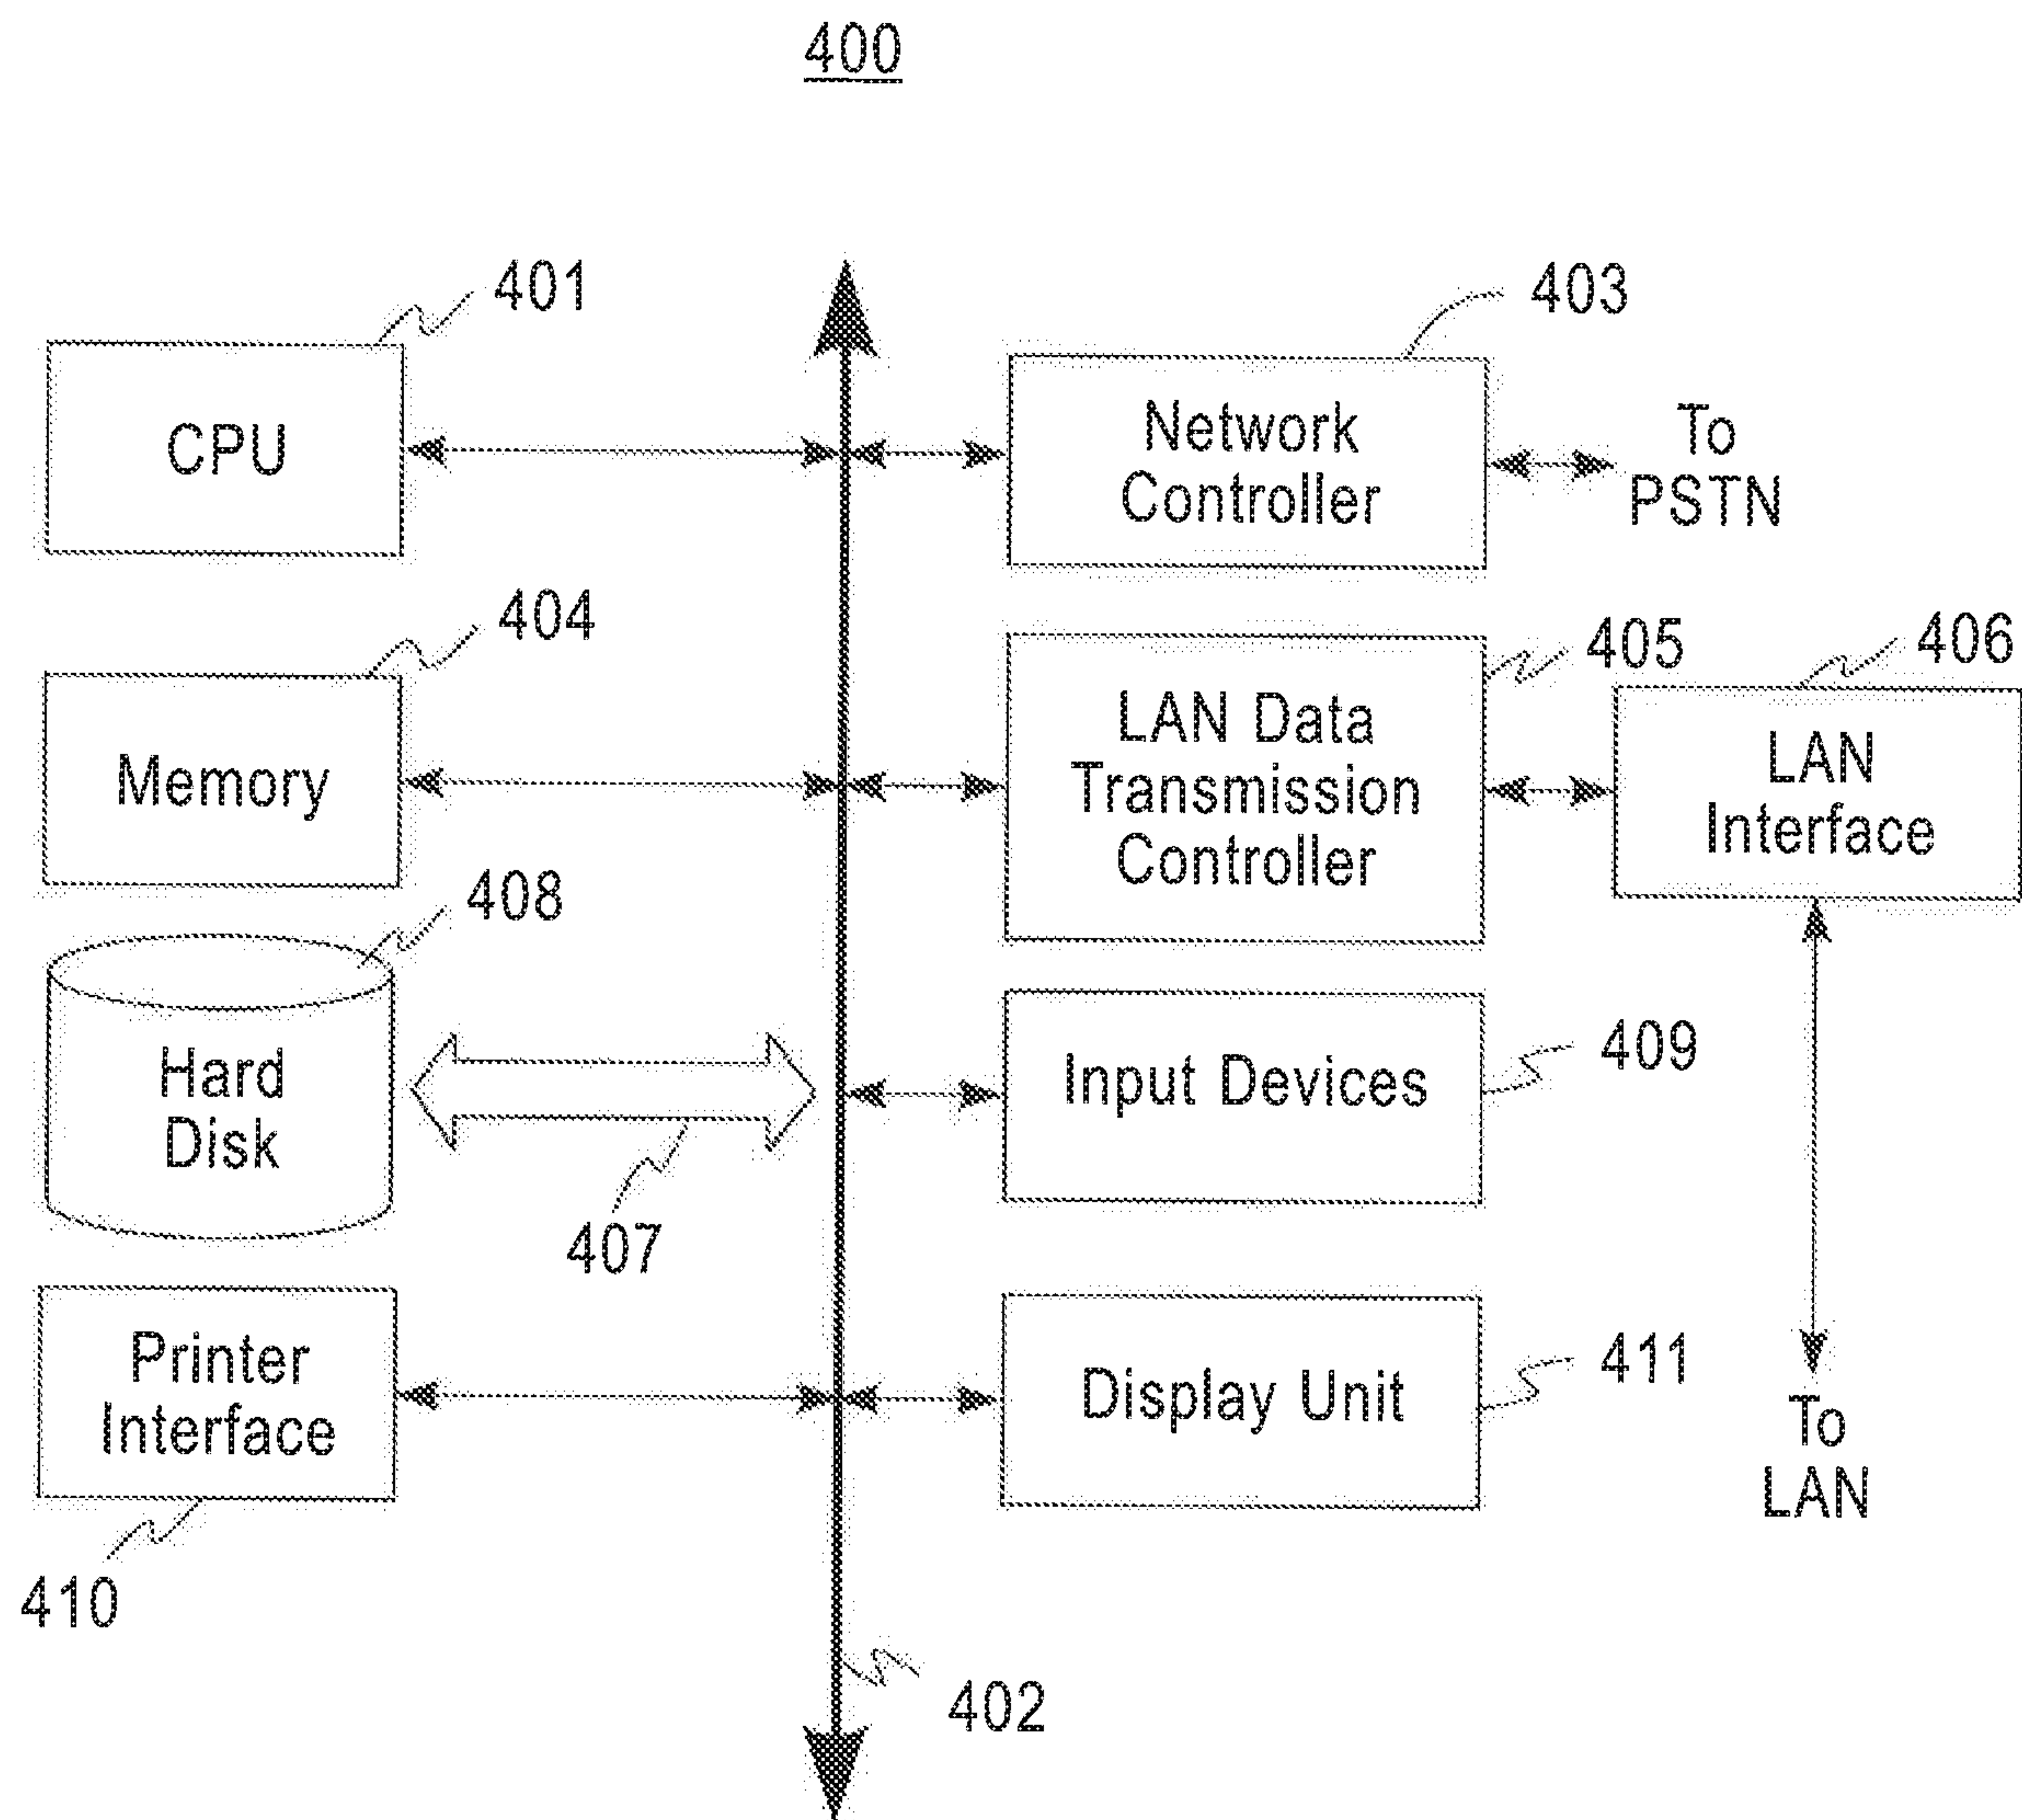 400
401
403
CPU
Network
Controller
To
PSTN
404
405
406
Memory
LAN Data
Transmission
Controller
LAN
Interface
408
Hard
Disk
407
Input Devices
409
Printer
Interface
410
Display Unit
411
To
LAN
402